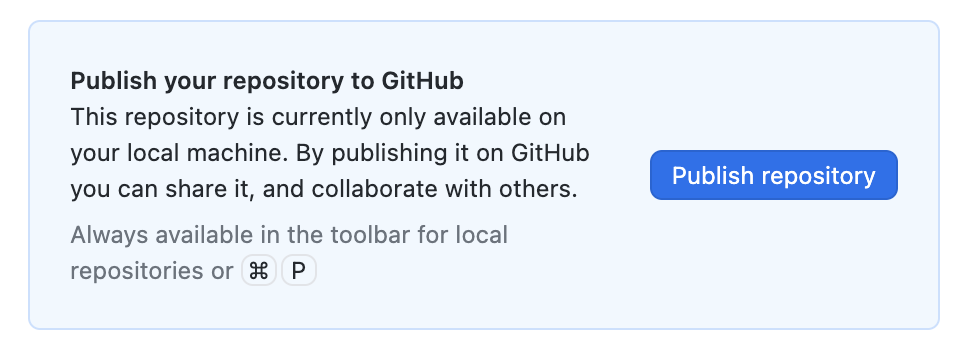 Publish your repository to GitHub
This repository is currently only available on
your local machine. By publishing it on GitHub
you can share it, and collaborate with others.
Publish repository
Always available in the toolbar for local
repositories or ⌘ P